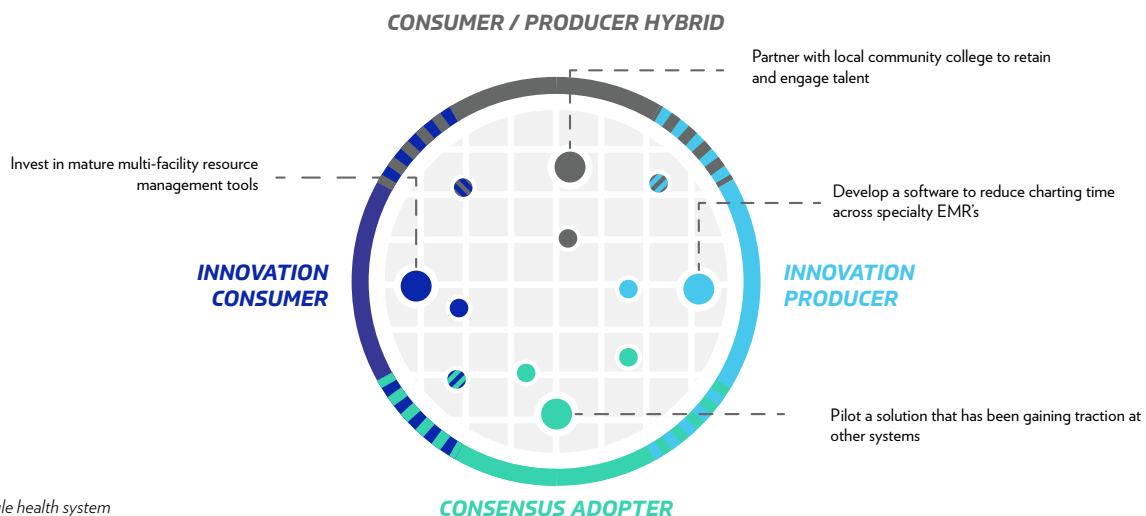 CONSUMER / PRODUCER HYBRID
Partner with local community college to retain
and engage talent
Invest in mature multi-facility resource
management tools
Develop a software to reduce charting time
across specialty EMR's
INNOVATION
CONSUMER
INNOVATION
PRODUCER
Pilot a solution that has been gaining traction at
other systems
health system
CONSENSUS ADOPTER